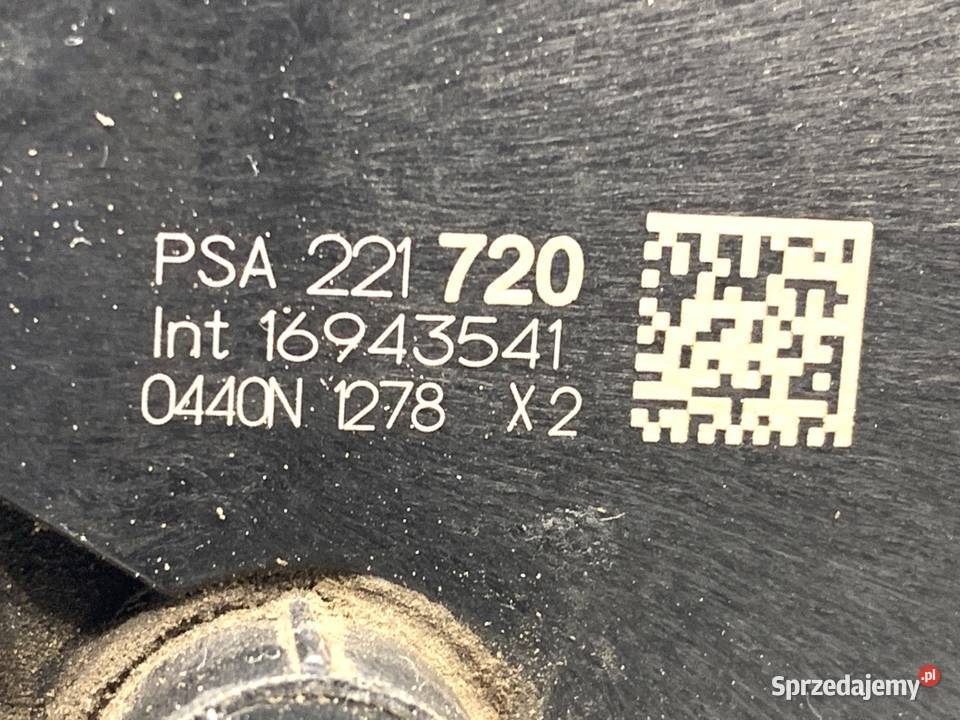 PSA 221 720
Int 16943541
0440N 1278 X2
Sprzedajemy.pl